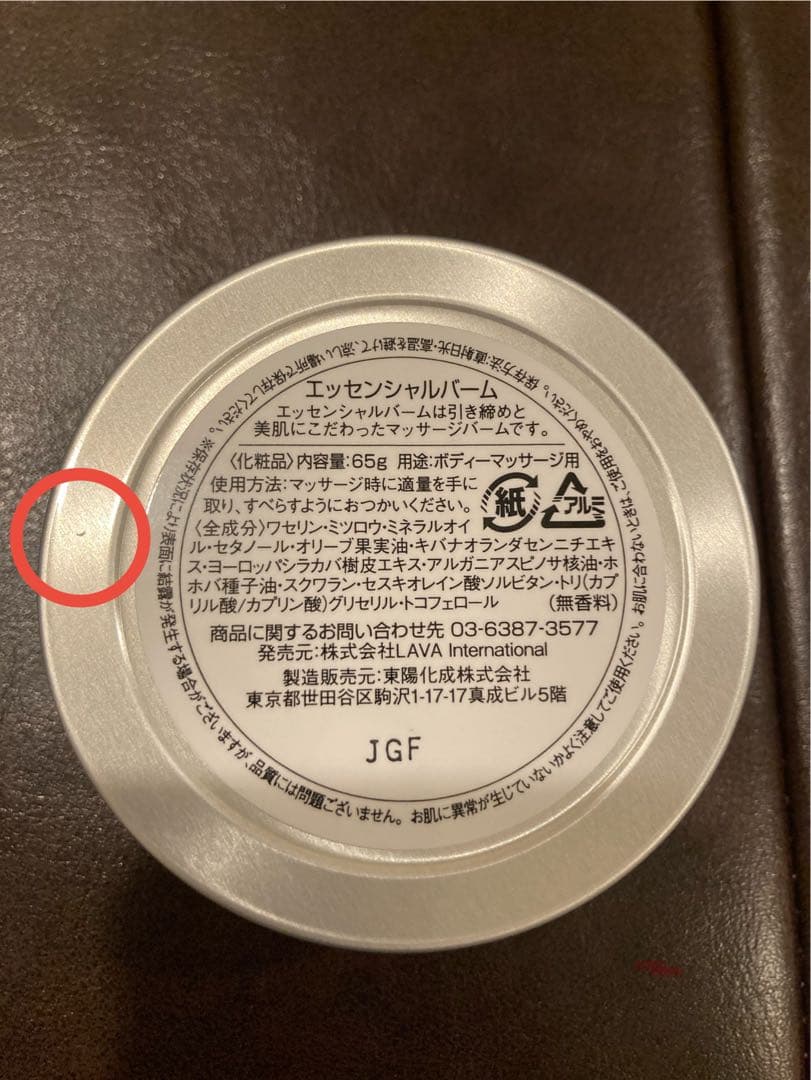 エッセンシャルバーム
エッセンシャルバームは引き締めと
美肌にこだわったマッサージバームです。
〈化粧品〉内容量:65g 用途:ボディーマッサージ用
使用方法:マッサージ時に適量を手に
取り、すべらすようにおつかいください。
紙
アルミ
〈全成分〉ワセリン・ミツロウ・ミネラルオイ
ル・セタノール・オリーブ果実油・キバナオランダセンニチエキ
ス・ヨーロッパシラカバ樹皮エキス・アルガニアスピノサ核油・ホ
ホバ種子油・スクワラン・セスキオレイン酸ソルビタン・トリ(カプ
リル酸/カプリン酸)グリセリル・トコフェロール (無香料)
商品に関するお問い合わせ先 03-6387-3577
発売元:株式会社LAVA International
製造販売元:東陽化成株式会社
東京都世田谷区駒沢1-17-17真成ビル5階
JGF
お肌に異常が生じていないかよく注意してご使用ください。お肌に合わないときは、ご使用をおやめください。保存方法:直射日光・高温を避けて、涼しい場所で保存してください。※保存状況により表面に結露が発生する場合がございますが、品質には問題ございません。